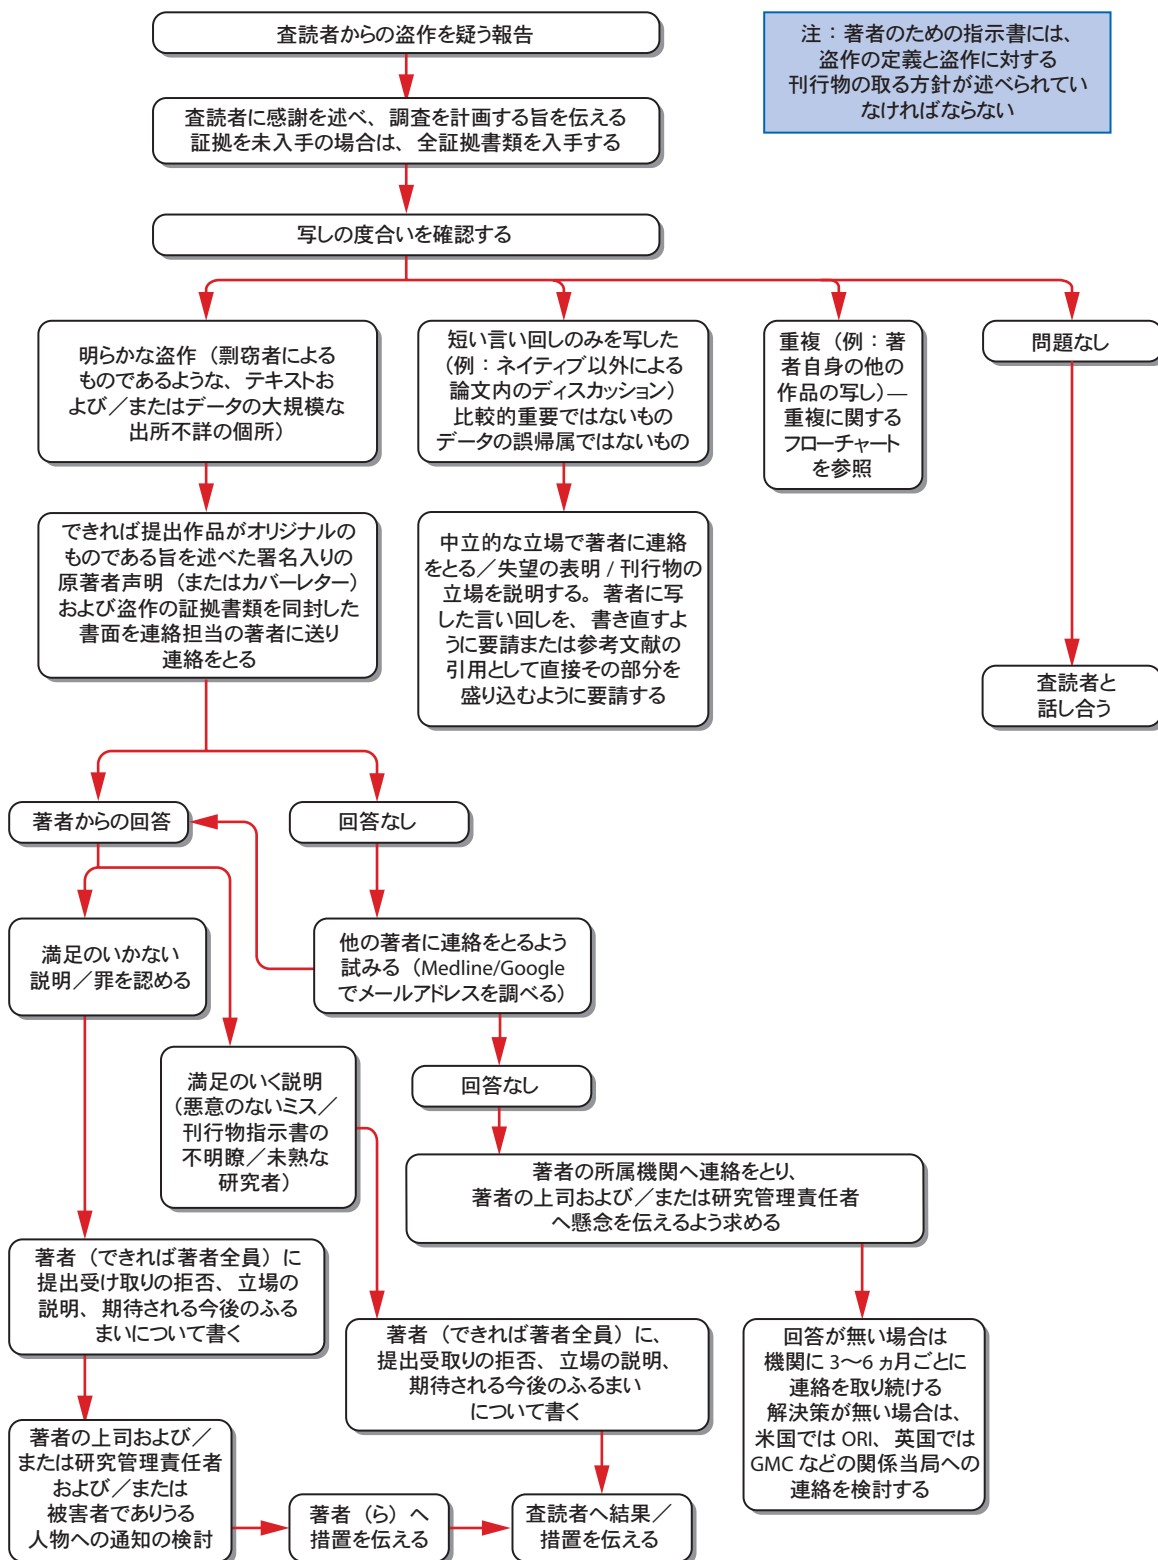 査読者からの盗作を疑う報告
注：著者のための指示書には、
盗作の定義と盗作に対する
刊行物の取る方針が述べられてい
なければならない
査読者に感謝を述べ、調査を計画する旨を伝える
証拠を未入手の場合は、全証拠書類を入手する
写しの度合いを確認する
明らかな盗作（剽窃者による
ものであるような、テキストお
よび／またはデータの大規模な
出所不詳の個所）
短い言い回しのみを写した
（例：ネイティブ以外による
論文内のディスカッション）
比較的重要ではないもの
データの誤帰属ではないもの
重複（例：著
者自身の他の
作品の写し）—
重複に関する
フローチャート
を参照
問題なし
できれば提出作品がオリジナルの
ものである旨を述べた署名入りの
原著者声明（またはカバーレター）
および盗作の証拠書類を同封した
書面を連絡担当の著者に送り
連絡をとる
中立的な立場で著者に連絡
をとる／失望の表明 / 刊行物の
立場を説明する。著者に写
した言い回しを、書き直すよ
うに要請または参考文献の
引用として直接その部分を
盛り込むように要請する
査読者と
話し合う
著者からの回答
回答なし
満足のいかない
説明／罪を認める
他の著者に連絡をとるよう
試みる（Medline/Google
でメールアドレスを調べる）
満足のいく説明
（悪意のないミス／
刊行物指示書の
不明瞭／未熟な
研究者）
回答なし
著者の所属機関へ連絡をとり、
著者の上司および／または研究管理責任者
へ懸念を伝えるよう求める
著者（できれば著者全員）に
提出受け取りの拒否、立場の
説明、期待される今後のふる
まいについて書く
著者（できれば著者全員）に、
提出受取りの拒否、立場の説明、
期待される今後のふるまい
について書く
回答が無い場合は
機関に 3〜6 ヵ月ごとに
連絡を取り続ける
解決策が無い場合は、
米国では ORI、英国では
GMC などの関係当局への
連絡を検討する
著者の上司および／
または研究管理責任者
および／または
被害者でありうる
人物への通知の検討
著者（ら）へ
措置を伝える
査読者へ結果／
措置を伝える